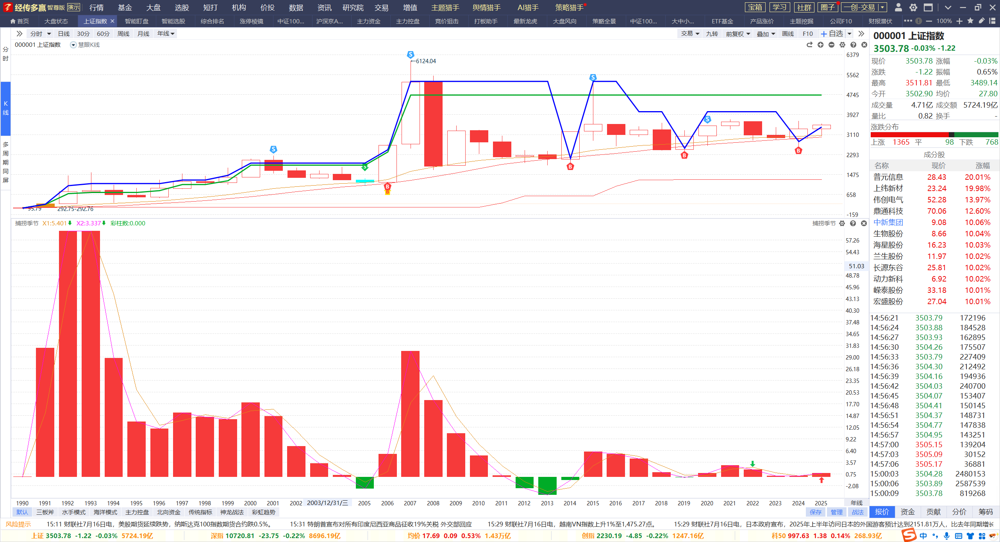 经传多赢 智尊版 演示 行情 基金 大盘 选股 短打 机构 价投 数据 资讯 研究院 交易 增值 主题猎手 舆情猎手 AI猎手 策略猎手 宝箱 学习 社群 圈子 一创-交易
首页 大盘状态 上证指数 智能盯盘 智能选股 综合排名 涨停棱镜 中证100... 沪深京A... 主力资金 主力控盘 竞价狙击 打板助手 最新龙虎 大盘风向 策略全景 中证100... 大中小... ETF基金 产品涨价 主题挖掘 公司F10 财报潜伏 100%
分时 日线 30分 60分 周线 月线 年线 交易 九转 前复权 叠加 画线 F10 自选
000001 上证指数 慧眼K线
分时
K线
多周期同屏
6379
5562
4745
3927
3110
2293
1475
658
-159
S
←6124.04
S
S
S
S
S
B
B
B
B
B
95.79
292.75-292.76
捕捞季节 X1:5.401 X2:3.337 彩柱数:0.000 捕捞季节
57.26
54.43
51.03
48.78
45.96
43.13
40.30
37.48
34.65
31.83
29.00
26.18
23.35
20.53
17.70
14.87
12.05
9.22
6.40
3.57
0.75
-2.08
1990 1991 1992 1993 1994 1995 1996 1997 1998 1999 2000 2001 2002 2003/12/31/三 2005 2006 2007 2008 2009 2010 2011 2012 2013 2014 2015 2016 2017 2018 2019 2020 2021 2022 2023 2024 2025 年线
默认 三板斧 水手模式 海洋模式 主力控盘 北向资金 传统指标 神龙战法 彩虹趋势 保存 管理 战法
000001 上证指数
3503.78 -0.03% -1.22
现价 3503.78 涨幅 -0.03%
涨跌 -1.22 振幅 0.65%
最高 3511.81 最低 3489.14
今开 3502.90 均价 27.80
成交量 4.71亿 成交额 5724.19亿
量比 0.82 换手 -
涨跌分布
上涨 1365 平 98 下跌 768
成分股
名称 现价 涨幅
普元信息 28.43 20.01%
上纬新材 23.24 19.98%
伟创电气 52.28 13.97%
鼎通科技 70.06 12.60%
中新集团 9.08 10.06%
生物股份 8.66 10.04%
海星股份 16.23 10.03%
兰生股份 11.97 10.02%
长源东谷 25.81 10.02%
动力新科 6.92 10.02%
嵘泰股份 33.18 10.01%
宏盛股份 27.04 10.01%
14:56:21 3503.79 172196
14:56:24 3503.88 184528
14:56:27 3503.93 162895
14:56:30 3504.26 175507
14:56:33 3503.79 227409
14:56:36 3504.30 212492
14:56:39 3504.16 194936
14:56:42 3504.03 240700
14:56:45 3504.07 153407
14:56:48 3504.41 150145
14:56:51 3504.37 148731
14:56:54 3504.77 147838
14:56:57 3504.95 143251
14:57:00 3505.15 139204
14:57:03 3505.09 30152
14:57:06 3505.17 36881
15:00:03 3504.28 2480153
15:00:06 3503.89 2587539
15:00:09 3503.78 819268
报价 资金 贡献 分价 筹码
风险提示 15:11 财联社7月16日电，美股期货延续跌势，纳斯达克100指数期货合约跌0.5%。 15:31 特朗普宣布对所有印度尼西亚商品征收19%关税 外交部回应 15:29 财联社7月16日电，越南VN指数上升1%至1,475.27点。 15:29 财联社7月16日电，日本政府宣布，2025年上半年访问日本的外国游客预计达到2151.81万人，比去年同期增长
上证 3503.78 -1.22 -0.03% 5724.19亿 深指 10720.81 -23.75 -0.22% 8696.19亿 均价 17.69 0.09 0.53% 1.43万亿 创指 2230.19 -4.85 -0.22% 1247.16亿 科50 997.63 1.38 0.14% 268.93亿 S 中